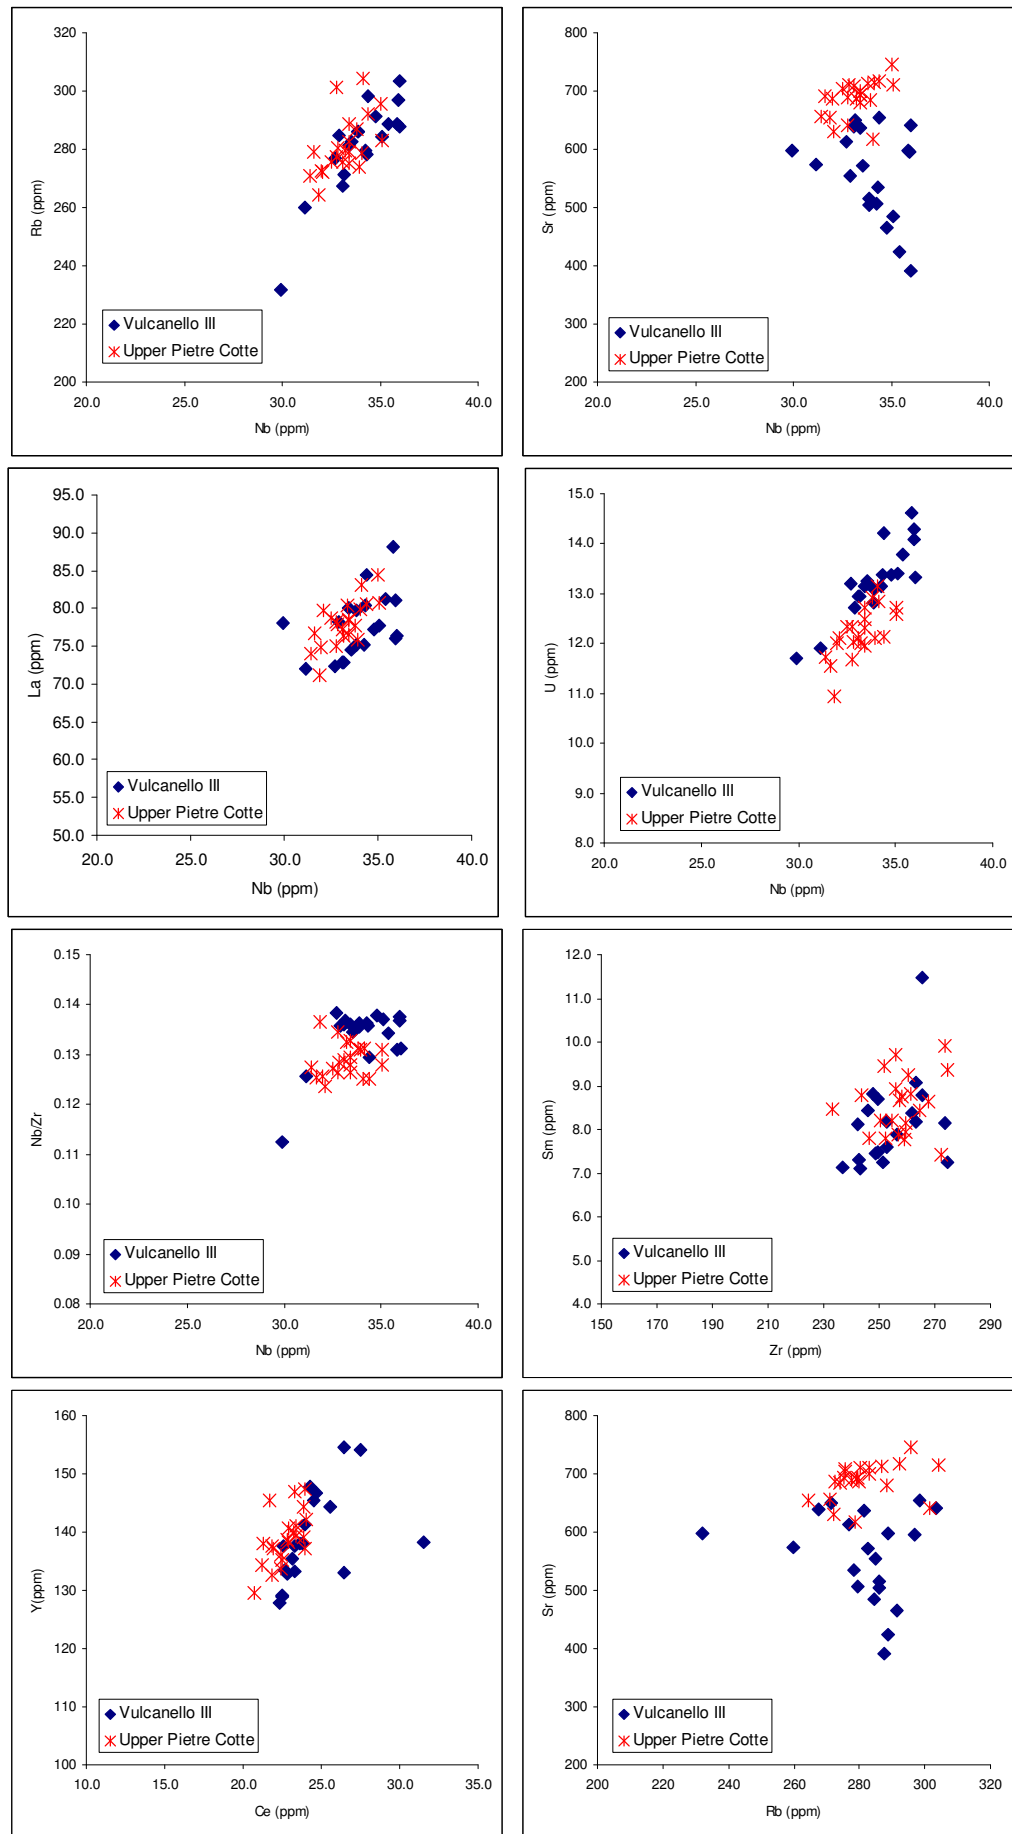 320
300
280
260
240
220
200
Rb (ppm)
Vulcanello III
Upper Pietre Cotte
20.0 25.0 30.0 35.0 40.0
Nb (ppm)
800
700
600
500
400
300
200
Sr (ppm)
Vulcanello III
Upper Pietre Cotte
20.0 25.0 30.0 35.0 40.0
Nb (ppm)
95.0
90.0
85.0
80.0
75.0
70.0
65.0
60.0
55.0
50.0
La (ppm)
Vulcanello III
Upper Pietre Cotte
20.0 25.0 30.0 35.0 40.0
Nb (ppm)
15.0
14.0
13.0
12.0
11.0
10.0
9.0
8.0
U (ppm)
Vulcanello III
Upper Pietre Cotte
20.0 25.0 30.0 35.0 40.0
Nb (ppm)
0.15
0.14
0.13
0.12
0.11
0.10
0.09
0.08
Nb/Zr
Vulcanello III
Upper Pietre Cotte
20.0 25.0 30.0 35.0 40.0
Nb (ppm)
12.0
11.0
10.0
9.0
8.0
7.0
6.0
5.0
4.0
Sm (ppm)
Vulcanello III
Upper Pietre Cotte
150 170 190 210 230 250 270 290
Zr (ppm)
160
150
140
130
120
110
100
Y(ppm)
Vulcanello III
Upper Pietre Cotte
10.0 15.0 20.0 25.0 30.0 35.0
Ce (ppm)
800
700
600
500
400
300
200
Sr (ppm)
Vulcanello III
Upper Pietre Cotte
200 220 240 260 280 300 320
Rb (ppm)